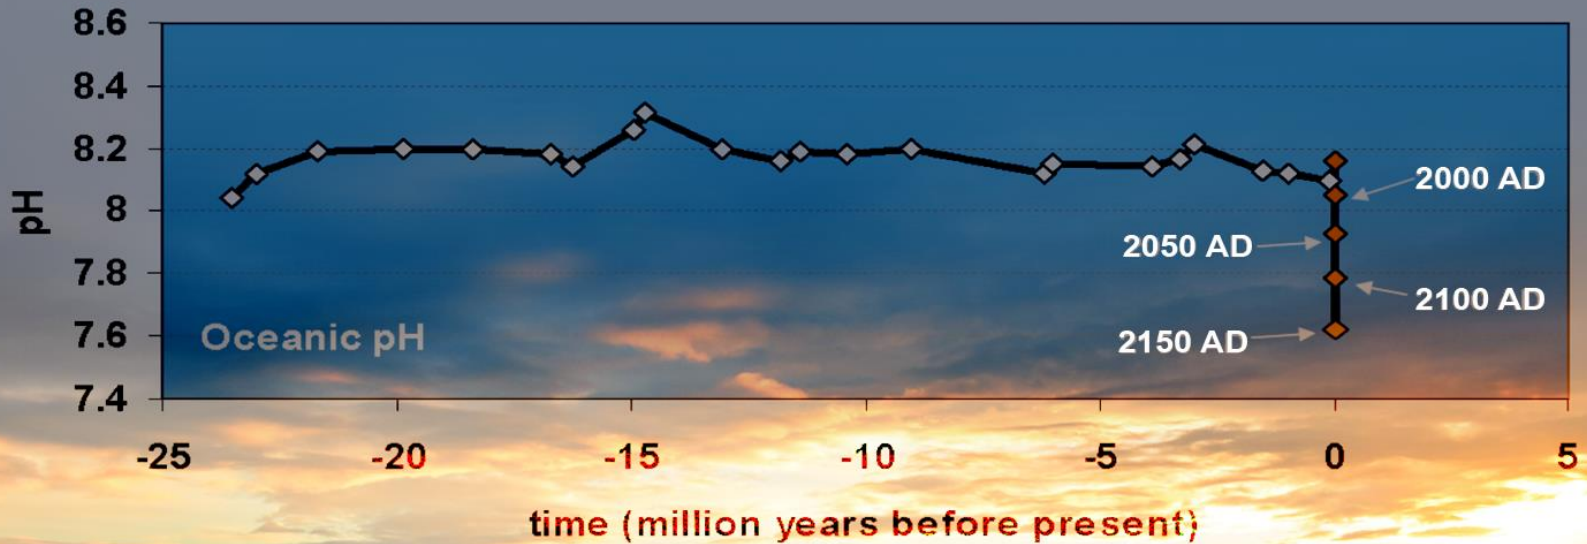 8.6
8.4
8.2
8
7.8
7.6
7.4
pH
2000 AD
2050 AD
2100 AD
2150 AD
Oceanic pH
-25 -20 -15 -10 -5 0 5
time (million years before present)